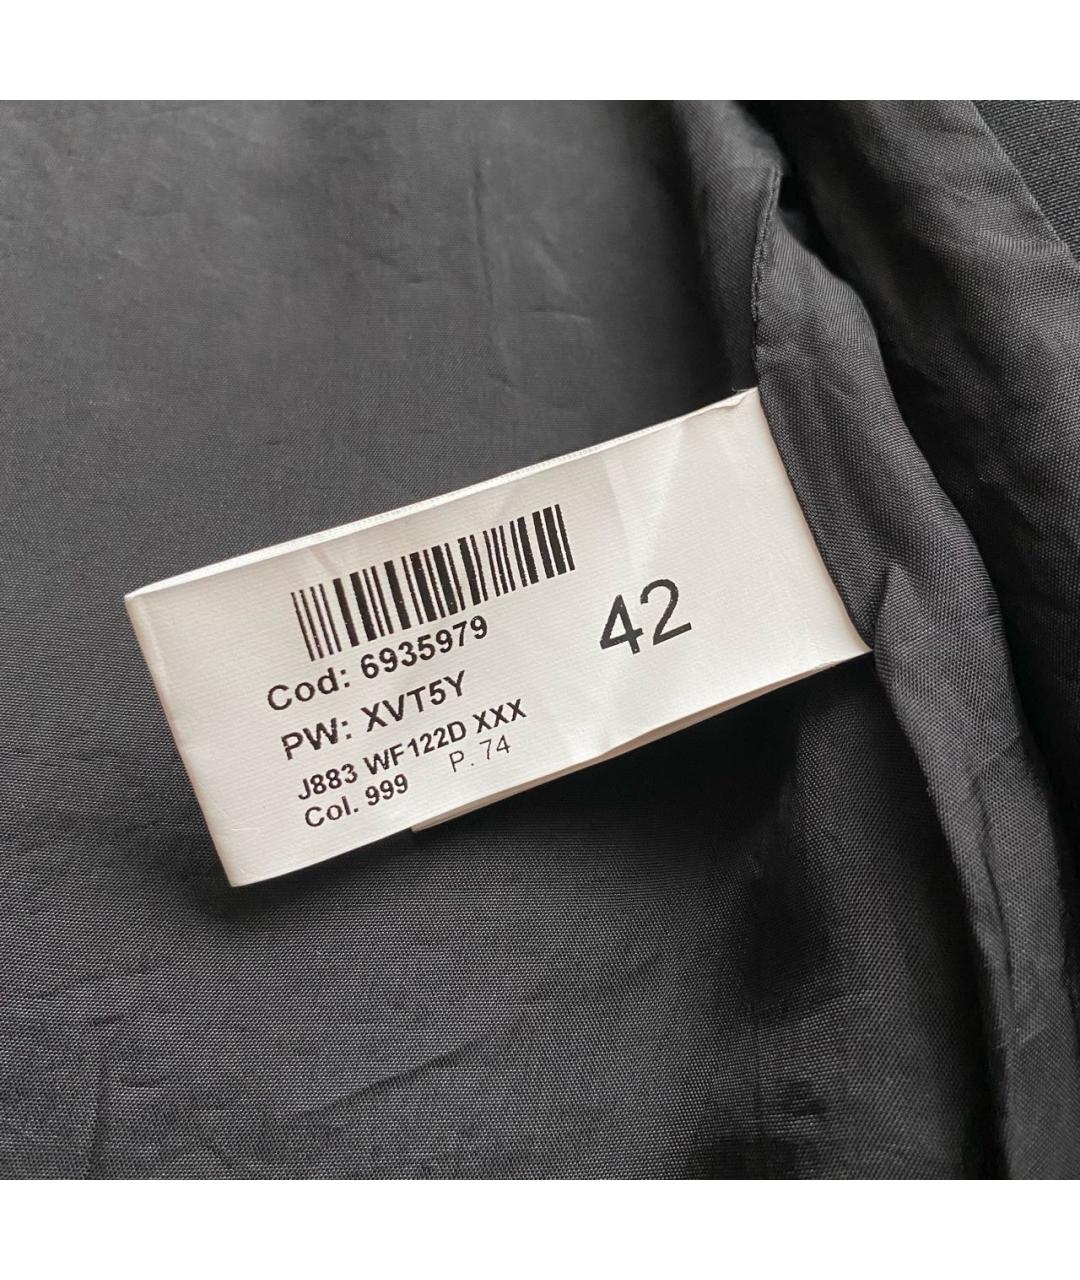 Cod: 6935979
42
PW: XVT5Y
J883 WF122D XXX
Col. 999 P. 74